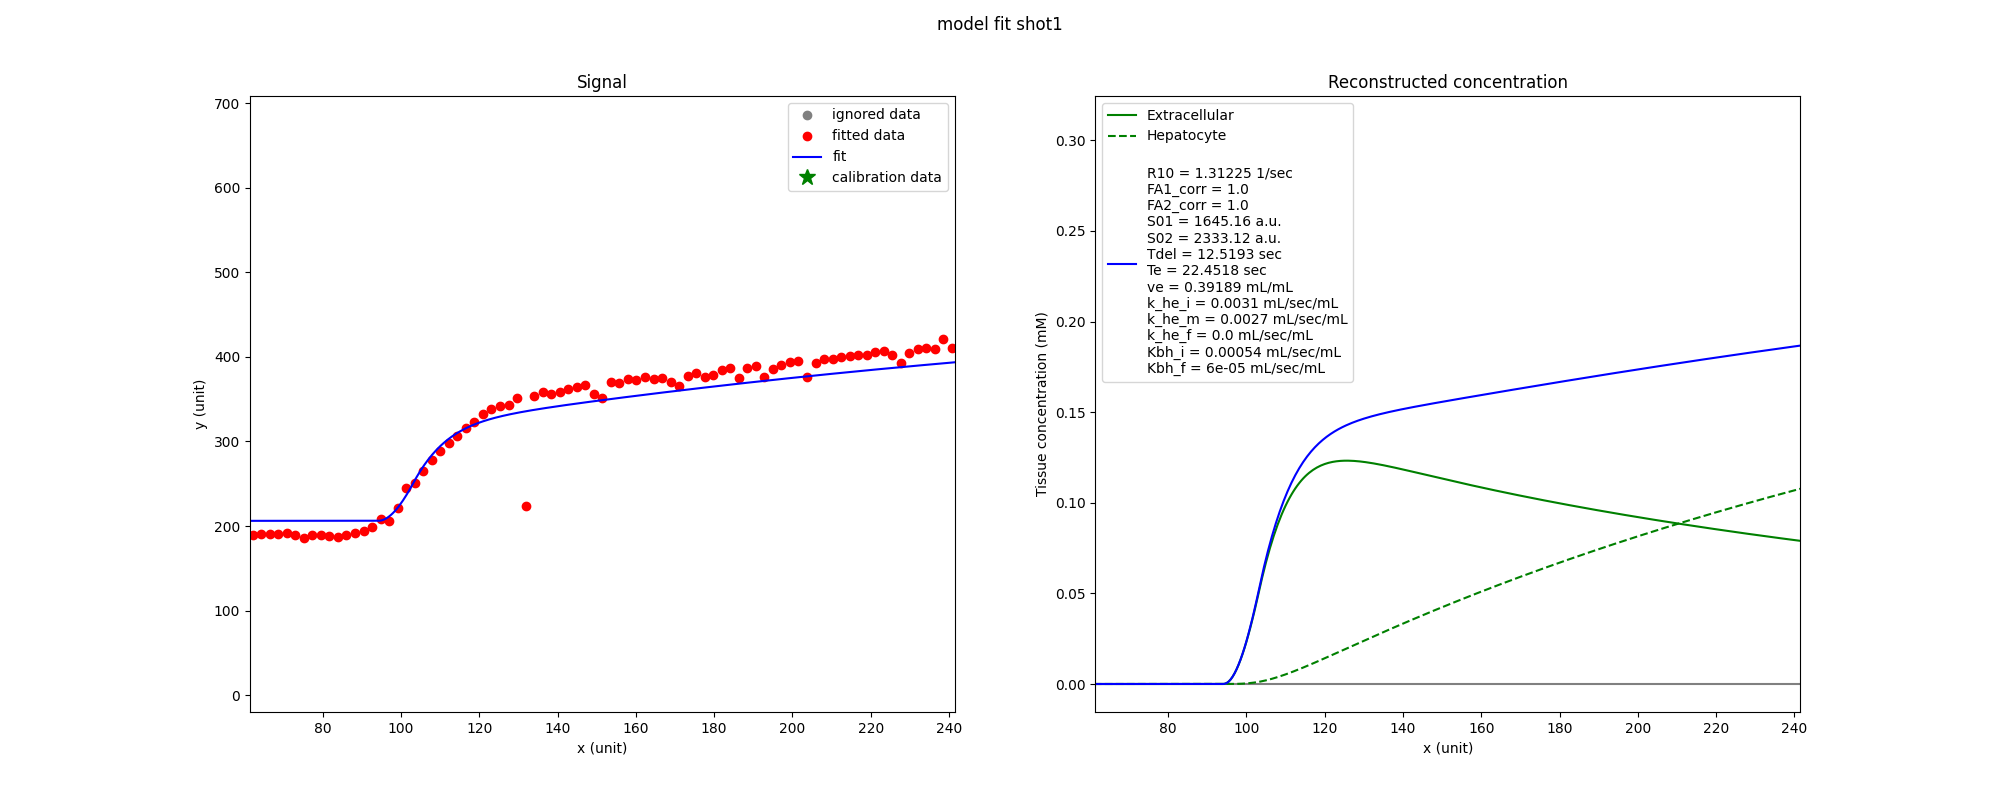 model fit shot1
Signal
700
600
500
400
300
200
100
0
y (unit)
80 100 120 140 160 180 200 220 240
x (unit)
ignored data
fitted data
fit
calibration data
Reconstructed concentration
0.30
0.25
0.20
0.15
0.10
0.05
0.00
Tissue concentration (mM)
80 100 120 140 160 180 200 220 240
x (unit)
Extracellular
Hepatocyte
R10 = 1.31225 1/sec
FA1_corr = 1.0
FA2_corr = 1.0
S01 = 1645.16 a.u.
S02 = 2333.12 a.u.
Tdel = 12.5193 sec
Te = 22.4518 sec
ve = 0.39189 mL/mL
k_he_i = 0.0031 mL/sec/mL
k_he_m = 0.0027 mL/sec/mL
k_he_f = 0.0 mL/sec/mL
Kbh_i = 0.00054 mL/sec/mL
Kbh_f = 6e-05 mL/sec/mL